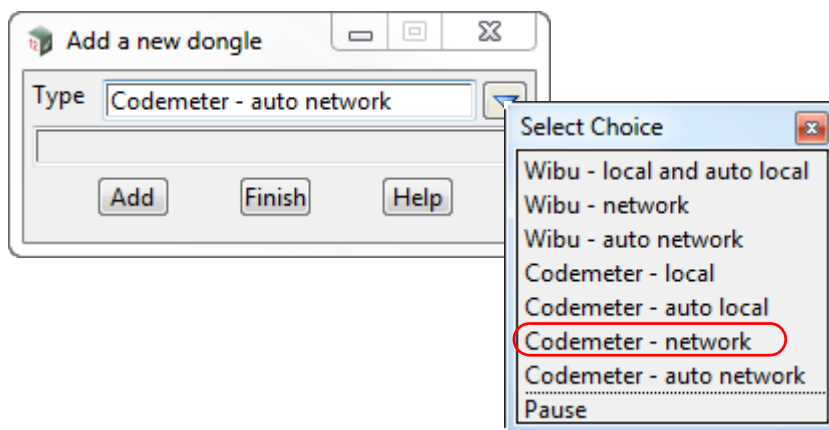 Add a new dongle
Type Codemeter - auto network
Add Finish Help
Select Choice
Wibu - local and auto local
Wibu - network
Wibu - auto network
Codemeter - local
Codemeter - auto local
Codemeter - network
Codemeter - auto network
Pause